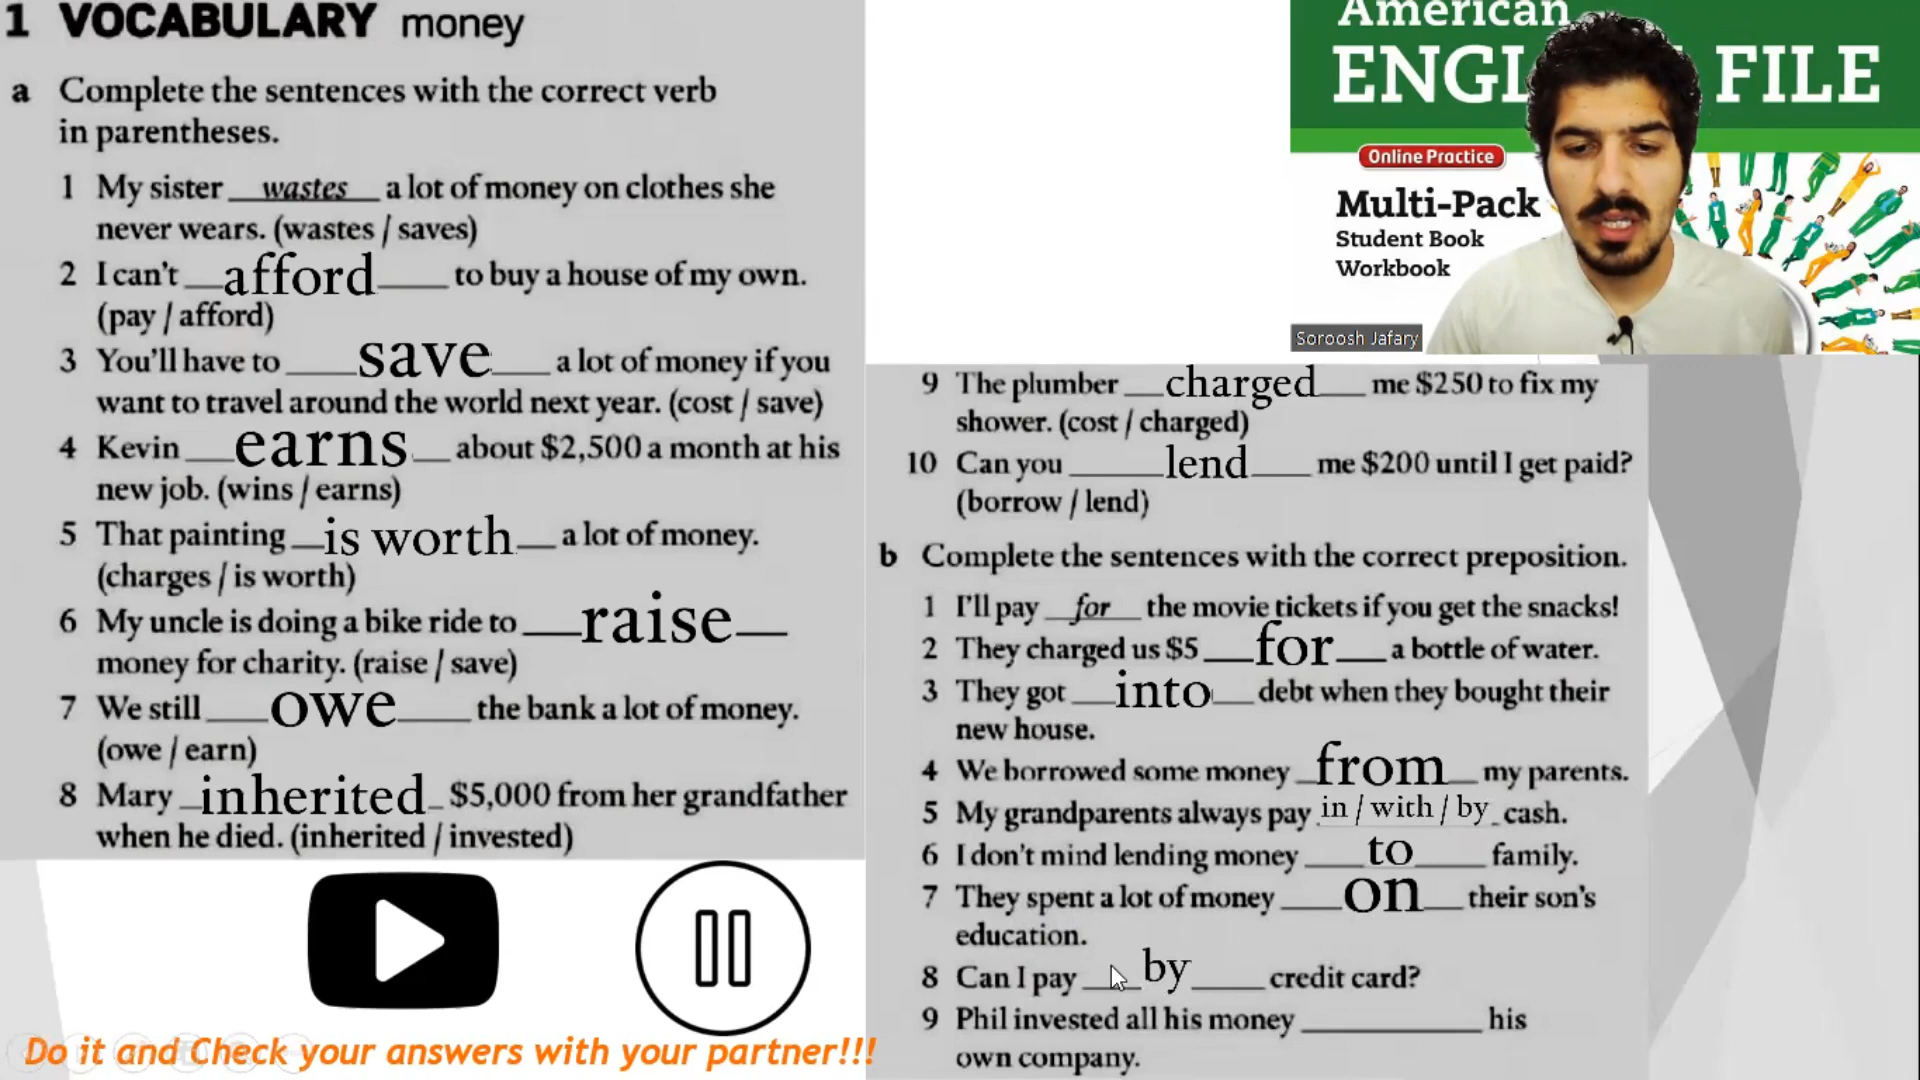 1 VOCABULARY money
a Complete the sentences with the correct verb
in parentheses.
1 My sister wastes a lot of money on clothes she
never wears. (wastes / saves)
2 I can't afford to buy a house of my own.
(pay / afford)
3 You'll have to save a lot of money if you
want to travel around the world next year. (cost / save)
4 Kevin earns about $2,500 a month at his
new job. (wins / earns)
5 That painting is worth a lot of money.
(charges / is worth)
6 My uncle is doing a bike ride to raise
money for charity. (raise / save)
7 We still owe the bank a lot of money.
(owe / earn)
8 Mary inherited $5,000 from her grandfather
when he died. (inherited / invested)
Do it and Check your answers with your partner!!!
American
ENGL FILE
Online Practice
Multi-Pack
Student Book
Workbook
Soroosh Jafary
9 The plumber charged me $250 to fix my
shower. (cost / charged)
10 Can you lend me $200 until I get paid?
(borrow / lend)
b Complete the sentences with the correct preposition.
1 I'll pay for the movie tickets if you get the snacks!
2 They charged us $5 for a bottle of water.
3 They got into debt when they bought their
new house.
4 We borrowed some money from my parents.
5 My grandparents always pay in / with / by cash.
6 I don't mind lending money to family.
7 They spent a lot of money on their son's
education.
8 Can I pay by credit card?
9 Phil invested all his money ___________ his
own company.